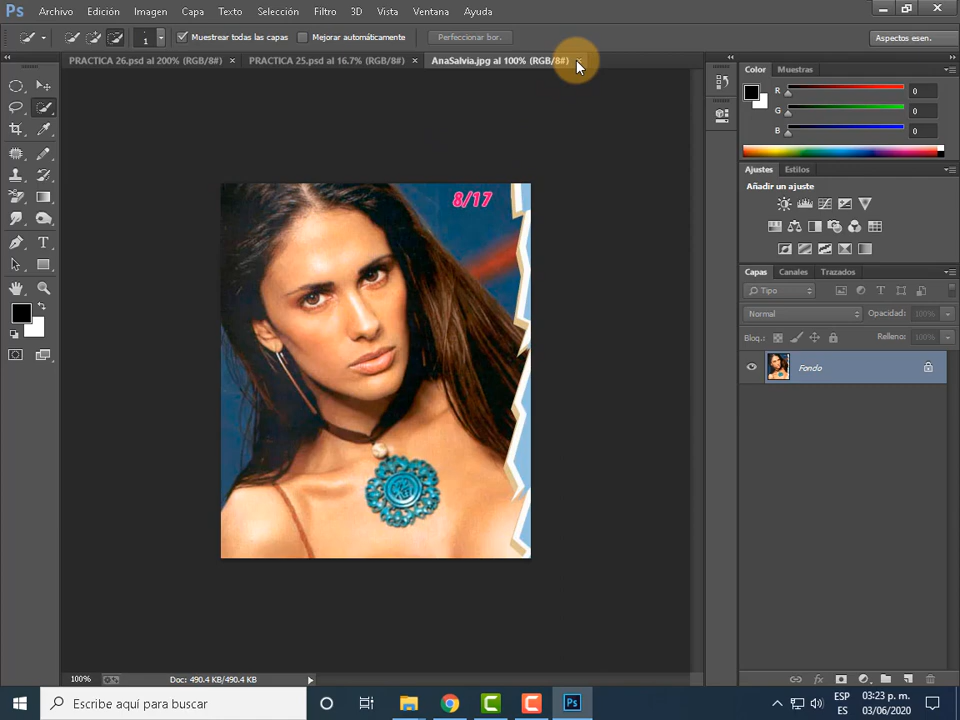 Ps Archivo Edición Imagen Capa Texto Selección Filtro 3D Vista Ventana Ayuda
1 Muestrear todas las capas Mejorar automáticamente Perfeccionar bor. Aspectos esen.
PRACTICA 26.psd al 200% (RGB/8#) × PRACTICA 25.psd al 16.7% (RGB/8#) × AnaSalvia.jpg al 100% (RGB/8#) ×
Color Muestras
R 0
G 0
B 0
Ajustes Estilos
Añadir un ajuste
8/17
Capas Canales Trazados
Tipo
Normal Opacidad: 100%
Bloq.: Relleno: 100%
Fondo
100% Doc: 490.4 KB/490.4 KB
fx
Escribe aquí para buscar
Ps
ESP 03:23 p. m.
ES 03/06/2020